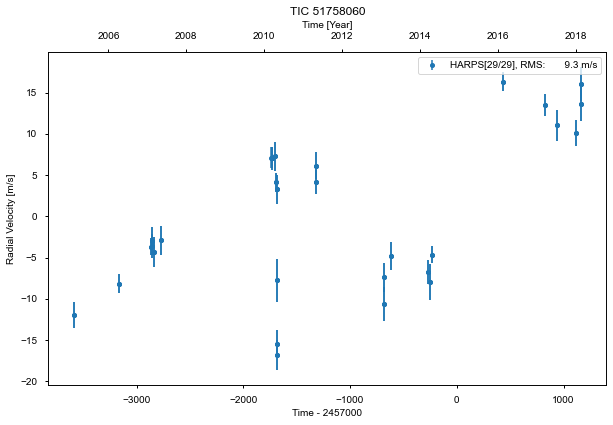 TIC 51758060
Time [Year]
2006 2008 2010 2012 2014 2016 2018
HARPS[29/29], RMS: 9.3 m/s
15
10
5
0
−5
−10
−15
−20
Radial Velocity [m/s]
−3000 −2000 −1000 0 1000
Time - 2457000